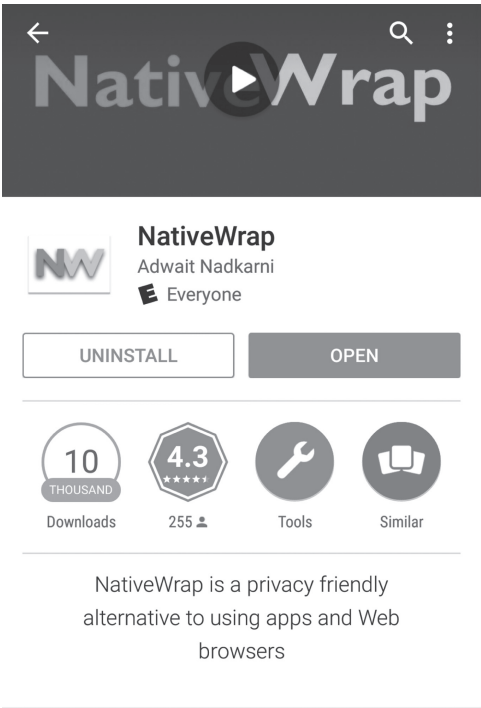 NativeWrap
NW
NativeWrap
Adwait Nadkarni
E Everyone
UNINSTALL
OPEN
10
THOUSAND
Downloads
4.3
255
Tools
Similar
NativeWrap is a privacy friendly
alternative to using apps and Web
browsers